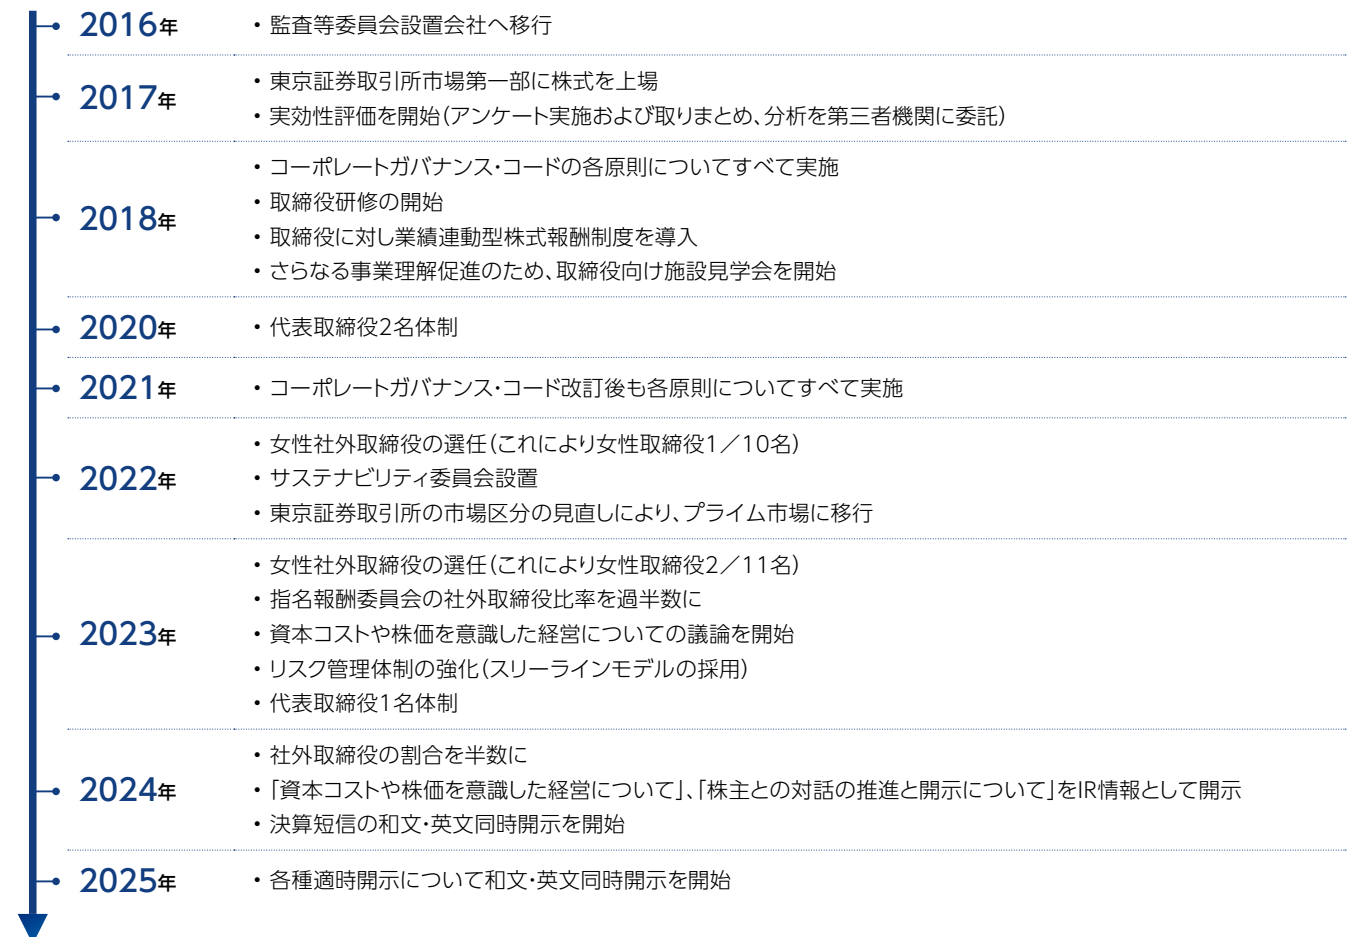 2016年
・監査等委員会設置会社へ移行
2017年
・東京証券取引所市場第一部に株式を上場
・実効性評価を開始(アンケート実施および取りまとめ、分析を第三者機関に委託)
2018年
・コーポレートガバナンス・コードの各原則についてすべて実施
・取締役研修の開始
・取締役に対し業績連動型株式報酬制度を導入
・さらなる事業理解促進のため、取締役向け施設見学会を開始
2020年
・代表取締役2名体制
2021年
・コーポレートガバナンス・コード改訂後も各原則についてすべて実施
2022年
・女性社外取締役の選任(これにより女性取締役1／10名)
・サステナビリティ委員会設置
・東京証券取引所の市場区分の見直しにより、プライム市場に移行
2023年
・女性社外取締役の選任(これにより女性取締役2／11名)
・指名報酬委員会の社外取締役比率を過半数に
・資本コストや株価を意識した経営についての議論を開始
・リスク管理体制の強化(スリーラインモデルの採用)
・代表取締役1名体制
2024年
・社外取締役の割合を半数に
・「資本コストや株価を意識した経営について」、「株主との対話の推進と開示について」をIR情報として開示
・決算短信の和文・英文同時開示を開始
2025年
・各種適時開示について和文・英文同時開示を開始